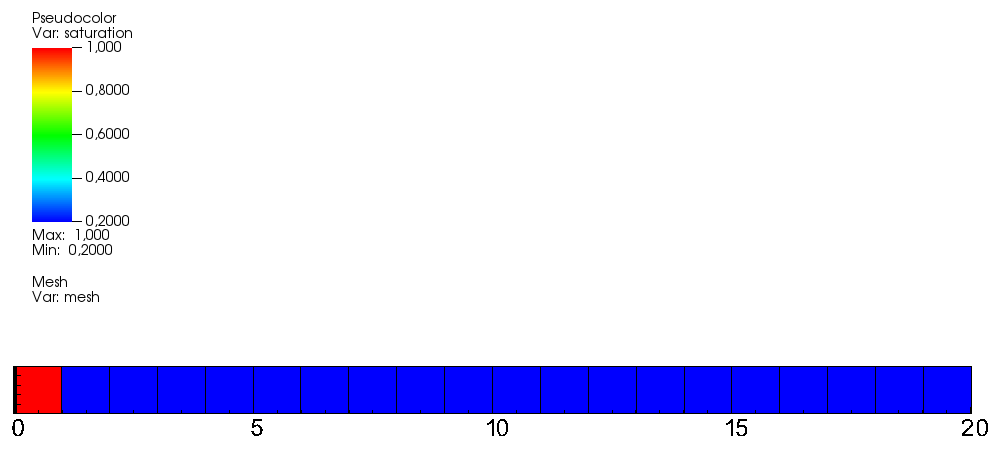 Pseudocolor
Var: saturation
1,000
0,8000
0,6000
0,4000
0,2000
Max: 1,000
Min: 0,2000
Mesh
Var: mesh
0 5 10 15 20